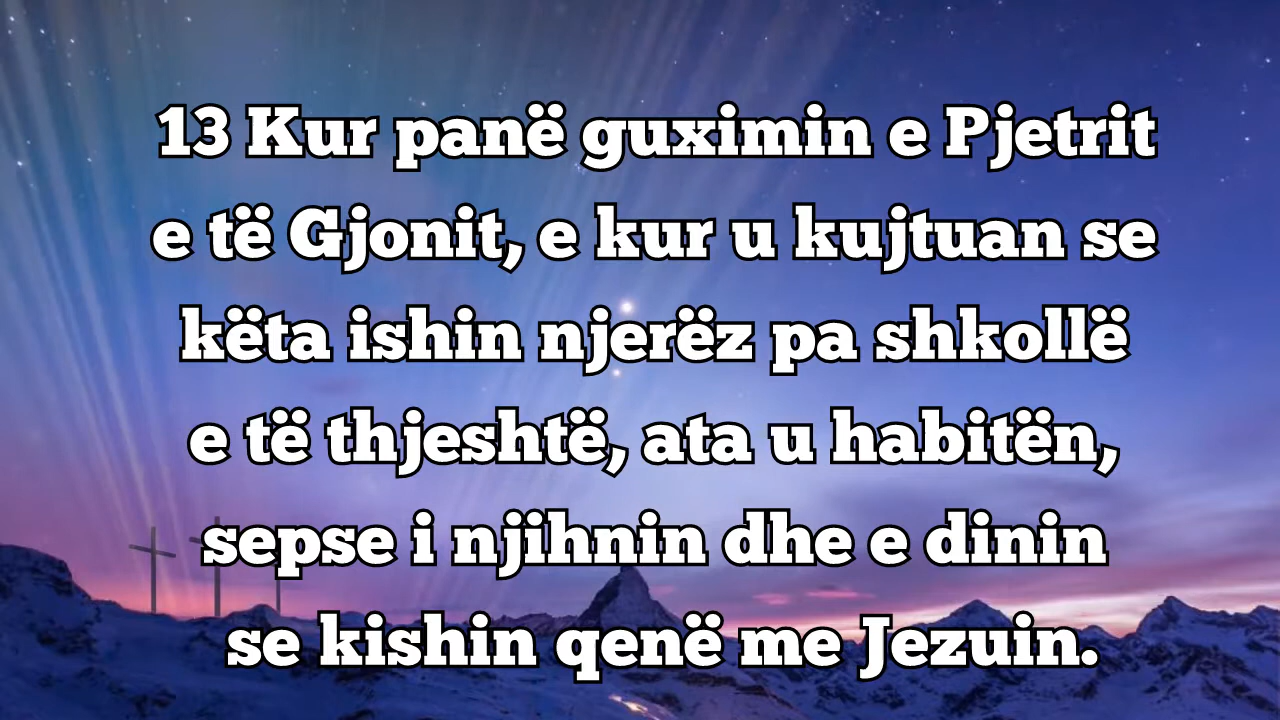 13 Kur panë guximin e Pjetrit
e të Gjonit, e kur u kujtuan se
këta ishin njerëz pa shkollë
e të thjeshtë, ata u habitën,
sepse i njihnin dhe e dinin
se kishin qenë me Jezuin.